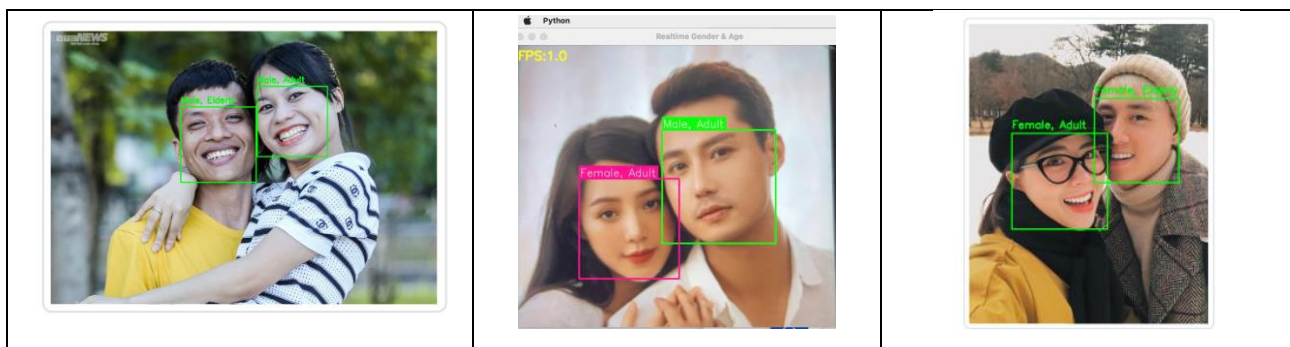 NEWS
Male, Elderly
Male, Adult
Python
Realtime Gender & Age
FPS:1.0
Male, Adult
Female, Adult
Female, Elderly
Female, Adult